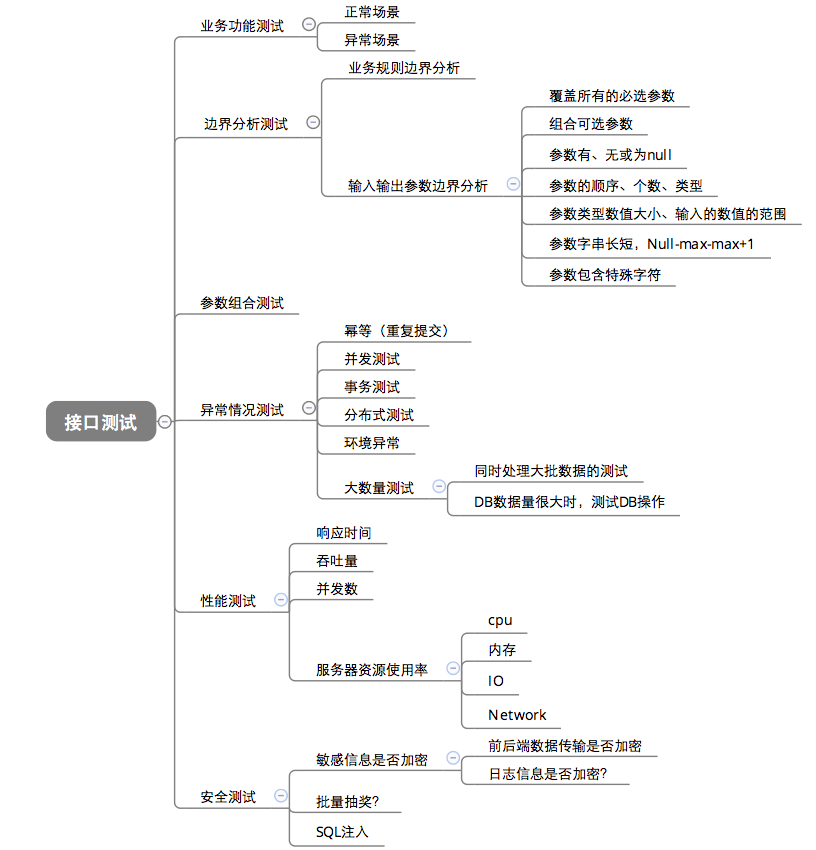 接口测试
业务功能测试
正常场景
异常场景
边界分析测试
业务规则边界分析
输入输出参数边界分析
覆盖所有的必选参数
组合可选参数
参数有、无或为null
参数的顺序、个数、类型
参数类型数值大小、输入的数值的范围
参数字串长短，Null-max-max+1
参数包含特殊字符
参数组合测试
异常情况测试
幂等（重复提交）
并发测试
事务测试
分布式测试
环境异常
大数量测试
同时处理大批数据的测试
DB数据量很大时，测试DB操作
性能测试
响应时间
吞吐量
并发数
服务器资源使用率
cpu
内存
IO
Network
安全测试
敏感信息是否加密
前后端数据传输是否加密
日志信息是否加密?
批量抽奖?
SQL注入